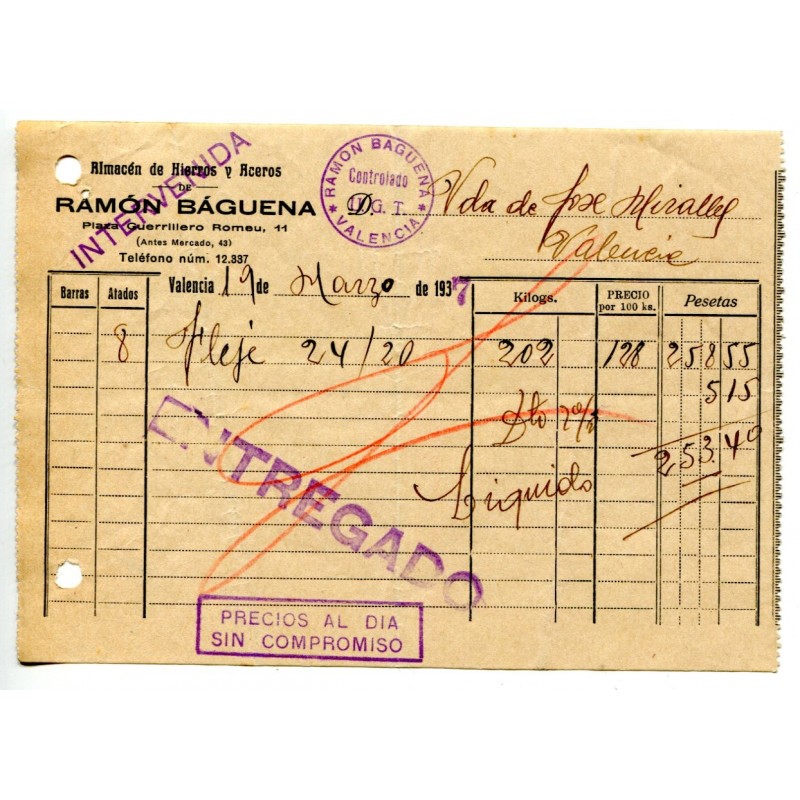 INTERVENIDA
Almacén de Hierros y Aceros
DE
RAMÓN BÁGUENA
Plaza Guerrillero Romeu, 11
(Antes Mercado, 43)
Teléfono núm. 12.337
RAMON BAGUENA
Controlado
U. G. T.
* VALENCIA *
D. Vda de Jose Miralles
Valencia
Valencia 19 de Marzo de 1937
Barras Atados Kilogs. PRECIO por 100 ks. Pesetas
8 Fleje 24/20 202 128 258 55
5 15
Dto 2%
253.40
Liquido
ENTREGADO
PRECIOS AL DIA
SIN COMPROMISO